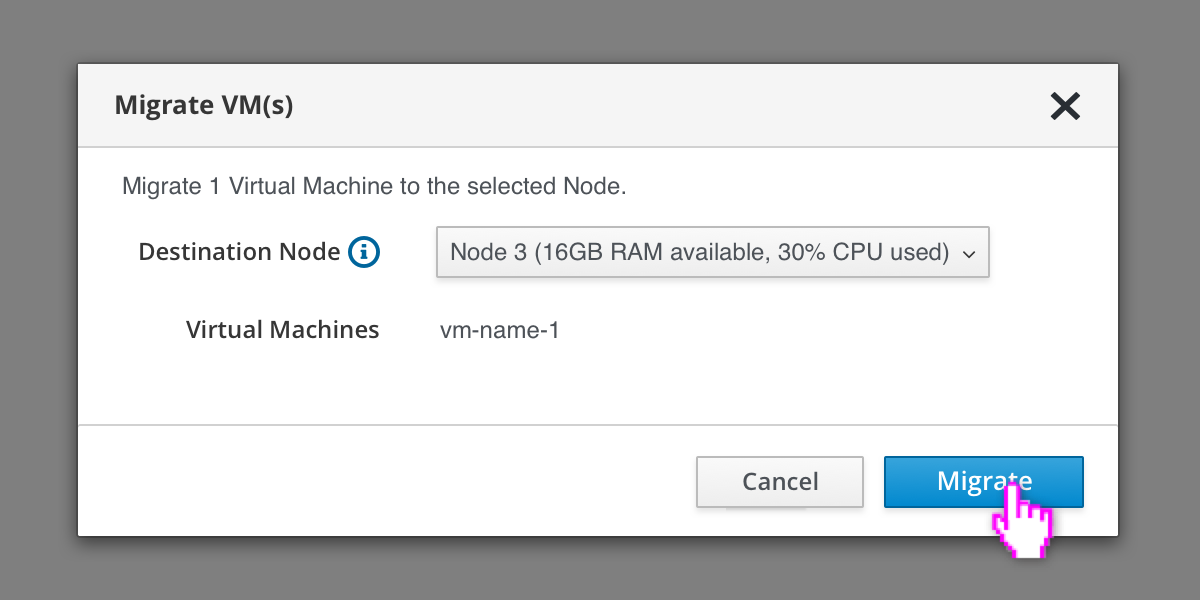 Migrate VM(s)
Migrate 1 Virtual Machine to the selected Node.
Destination Node
Node 3 (16GB RAM available, 30% CPU used)
Virtual Machines
vm-name-1
Cancel
Migrate